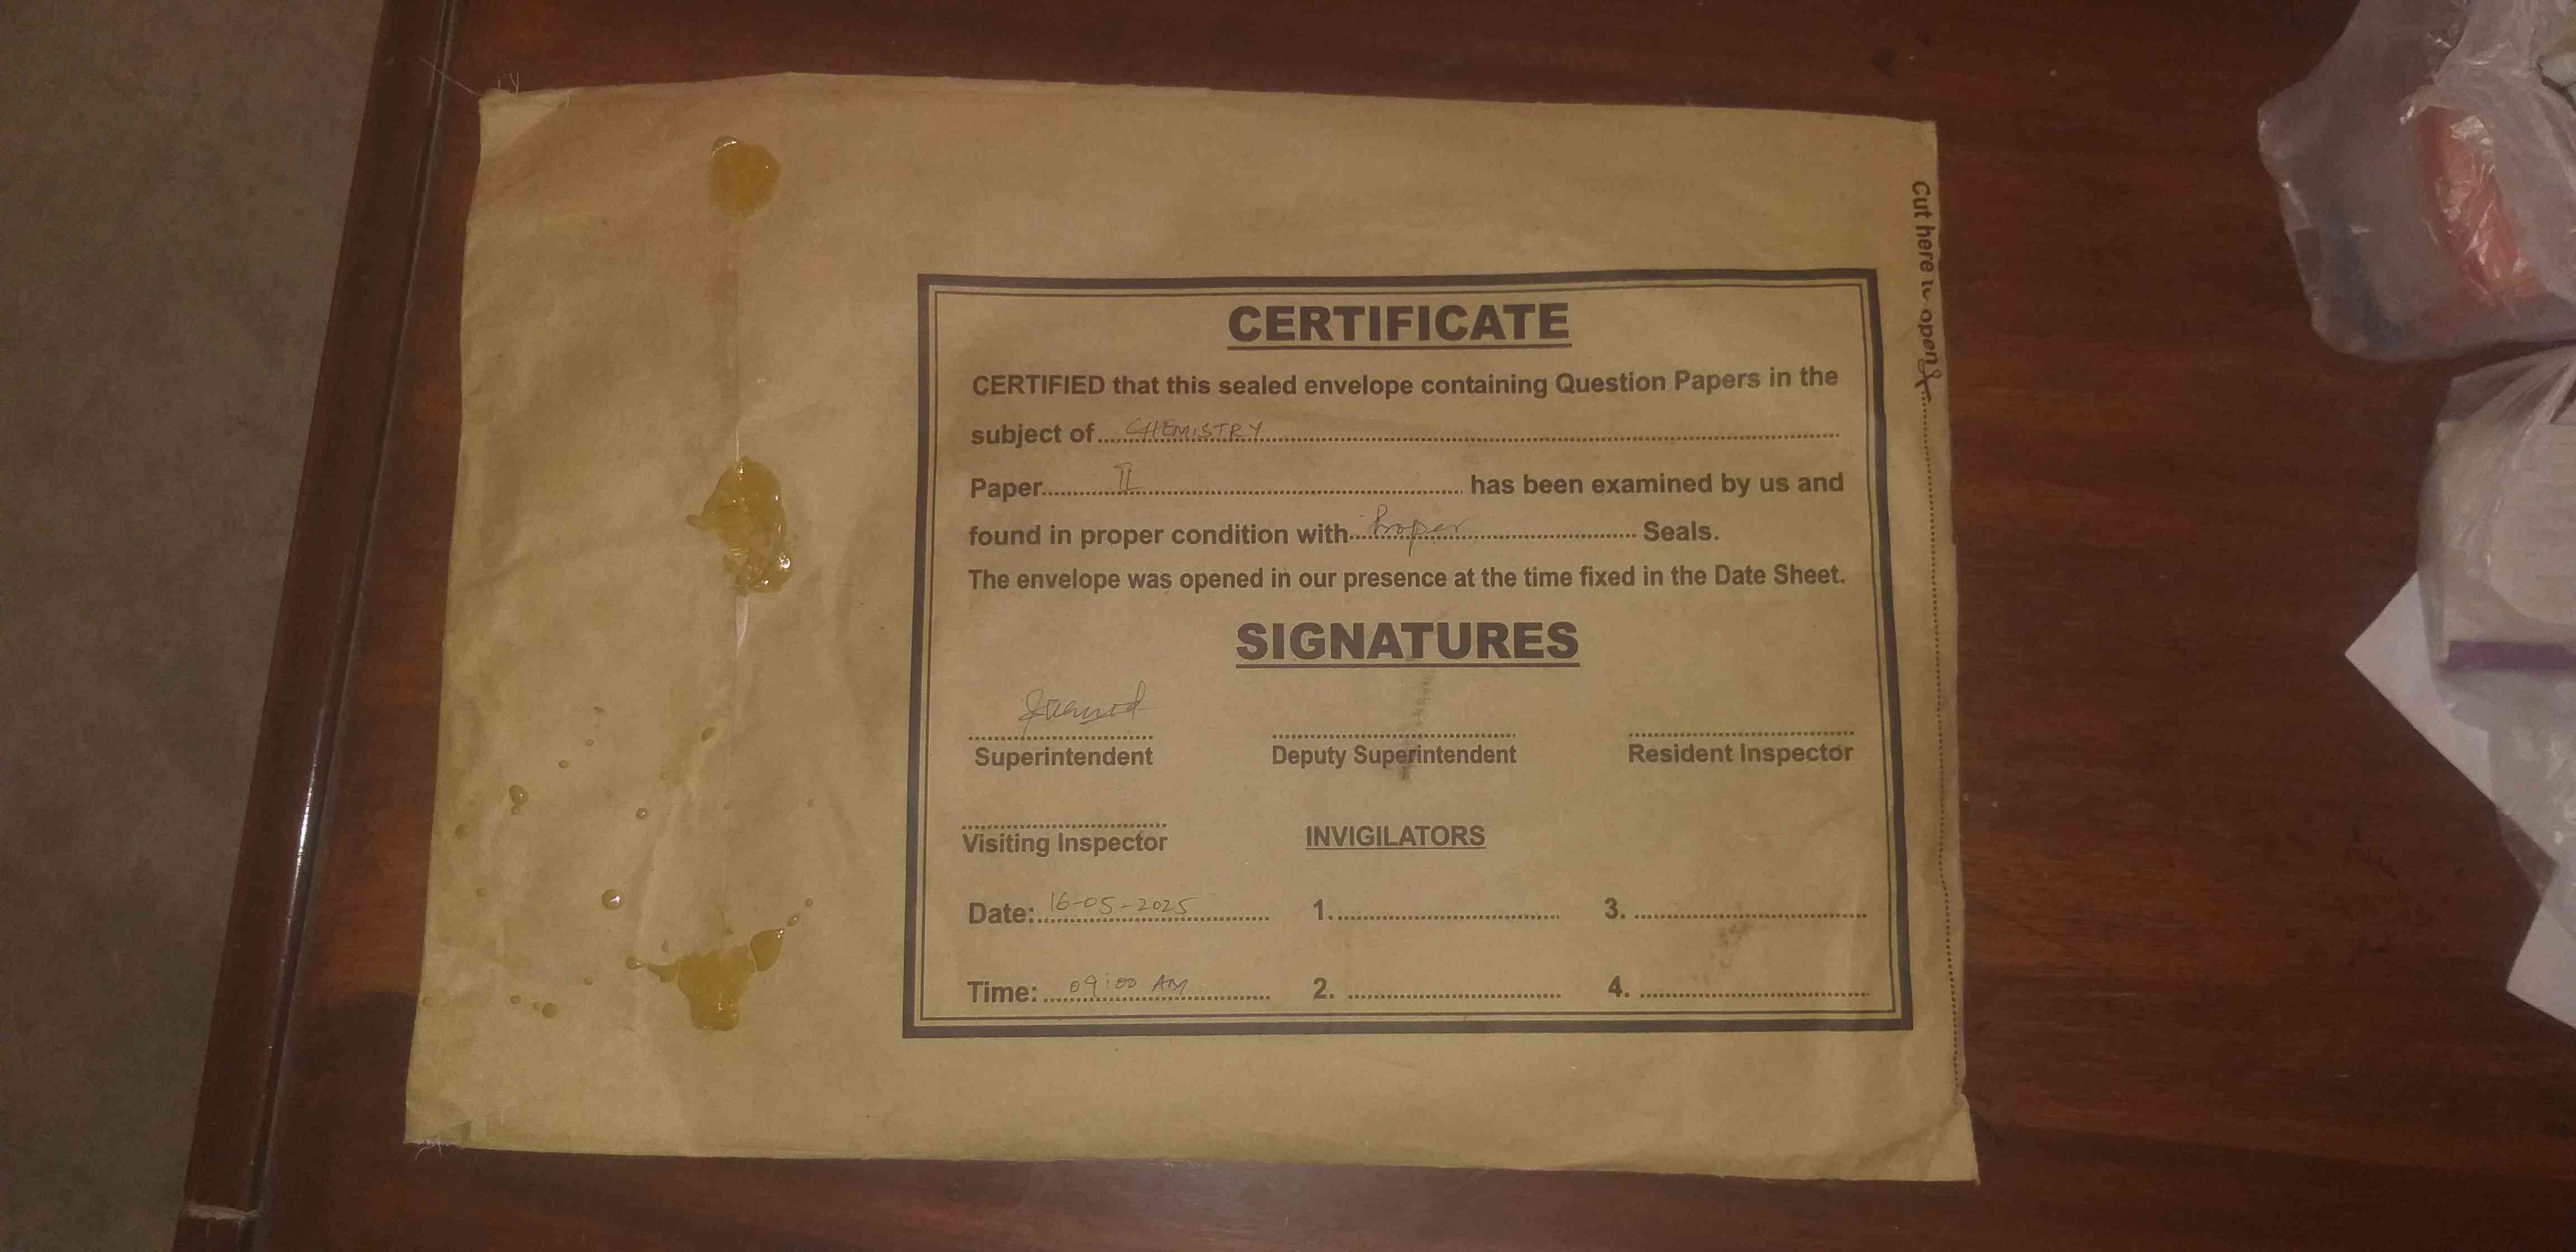 CERTIFICATE
CERTIFIED that this sealed envelope containing Question Papers in the
subject of CHEMISTRY
Paper II has been examined by us and
found in proper condition with Proper Seals.
The envelope was opened in our presence at the time fixed in the Date Sheet.
SIGNATURES
Superintendent Deputy Superintendent Resident Inspector
Visiting Inspector INVIGILATORS
Date: 16-05-2025 1. 3.
Time: 09:00 AM 2. 4.
Cut here to open